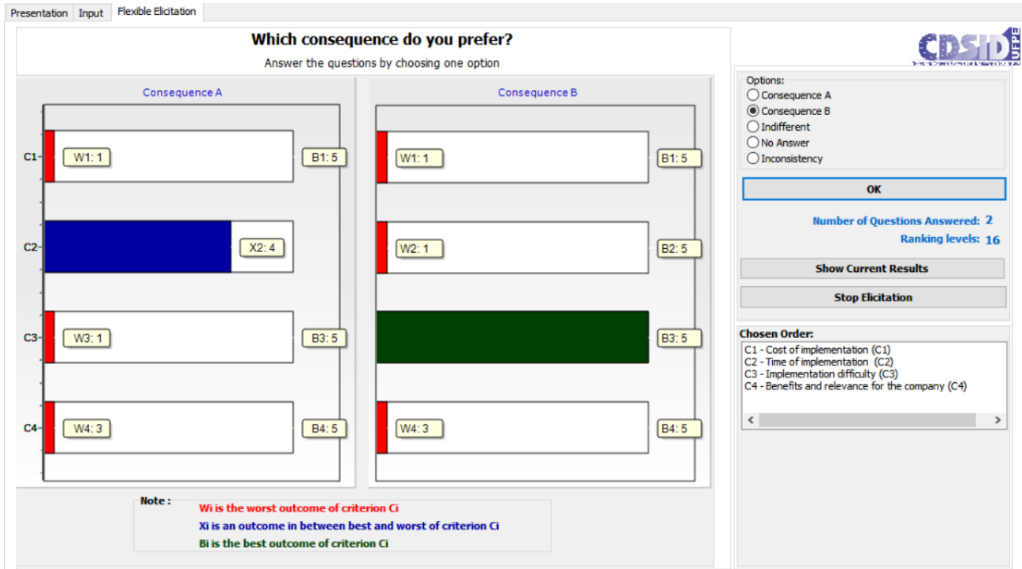 Presentation Input Flexible Elicitation
Which consequence do you prefer?
Answer the questions by choosing one option
CDSID UFPE
Consequence A
Consequence B
C1
W1: 1
B1: 5
W1: 1
B1: 5
C2
X2: 4
W2: 1
B2: 5
C3
W3: 1
B3: 5
B3: 5
C4
W4: 3
B4: 5
W4: 3
B4: 5
Note :
Wi is the worst outcome of criterion Ci
Xi is an outcome in between best and worst of criterion Ci
Bi is the best outcome of criterion Ci
Options:
Consequence A
Consequence B
Indifferent
No Answer
Inconsistency
OK
Number of Questions Answered: 2
Ranking levels: 16
Show Current Results
Stop Elicitation
Chosen Order:
C1 - Cost of implementation (C1)
C2 - Time of implementation (C2)
C3 - Implementation difficulty (C3)
C4 - Benefits and relevance for the company (C4)